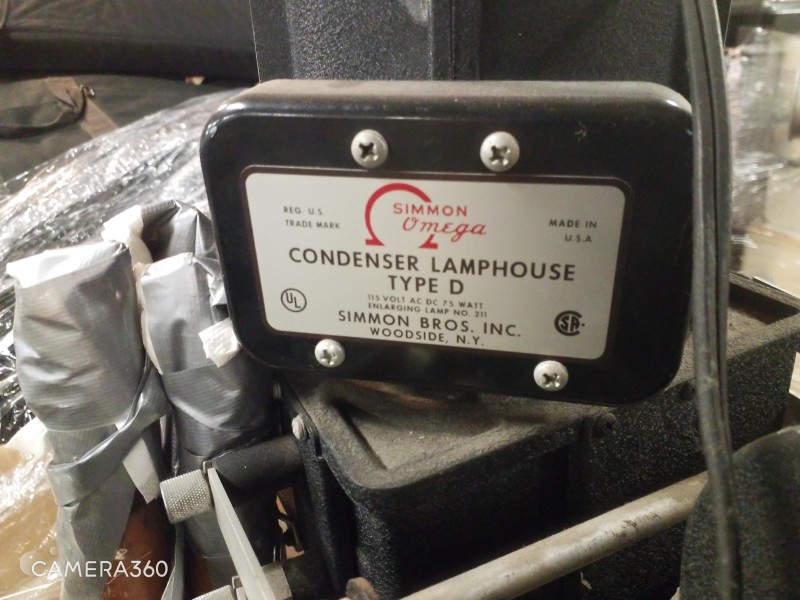 REG. U.S.
TRADE MARK
SIMMON
Omega
MADE IN
U.S.A
CONDENSER LAMPHOUSE
TYPE D
115 VOLT AC DC 75 WATT
ENLARGING LAMP NO. 211
UL
SIMMON BROS. INC.
WOODSIDE, N.Y.
SA
CAMERA360